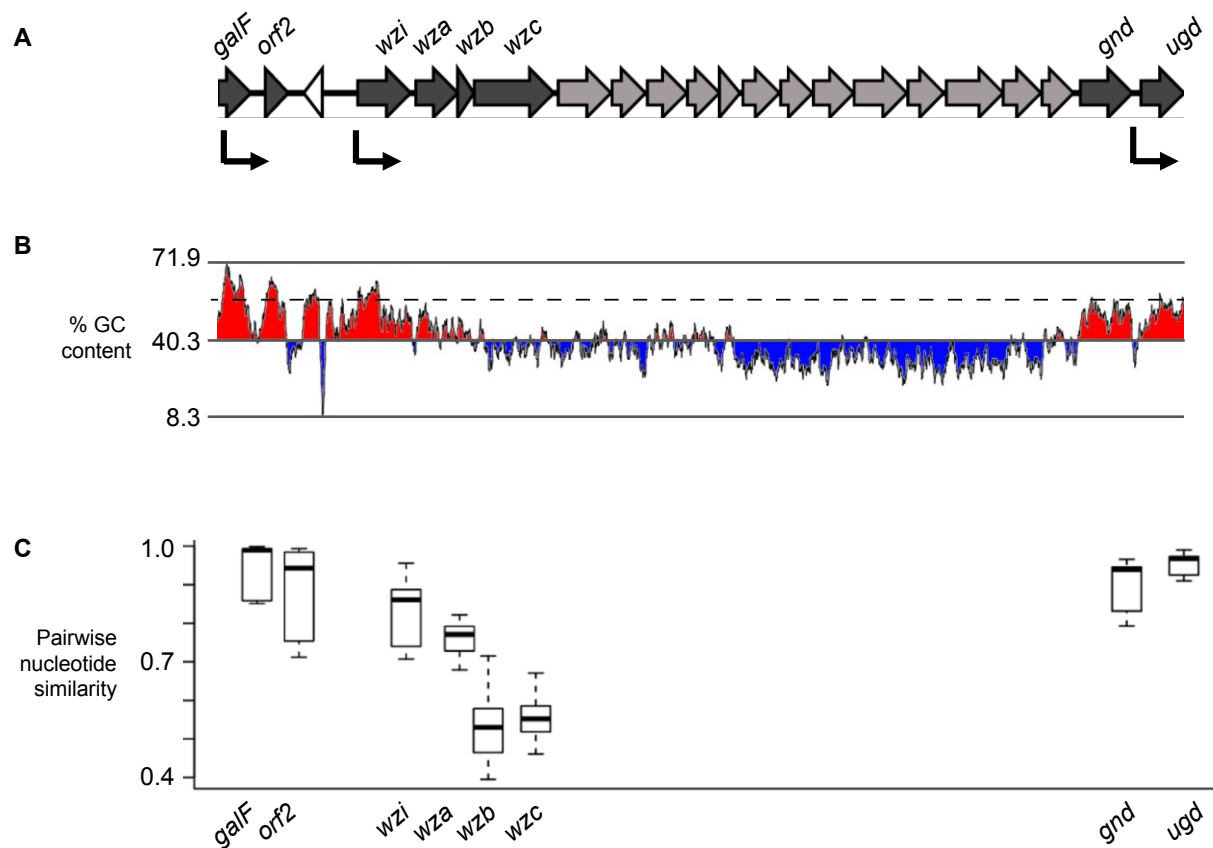 A
galF orf2 wzi wza wzb wzc gnd ugd
B
71.9
% GC
content
40.3
8.3
C
1.0
Pairwise
nucleotide
similarity
0.7
0.4
galF orf2 wzi wza wzb wzc gnd ugd